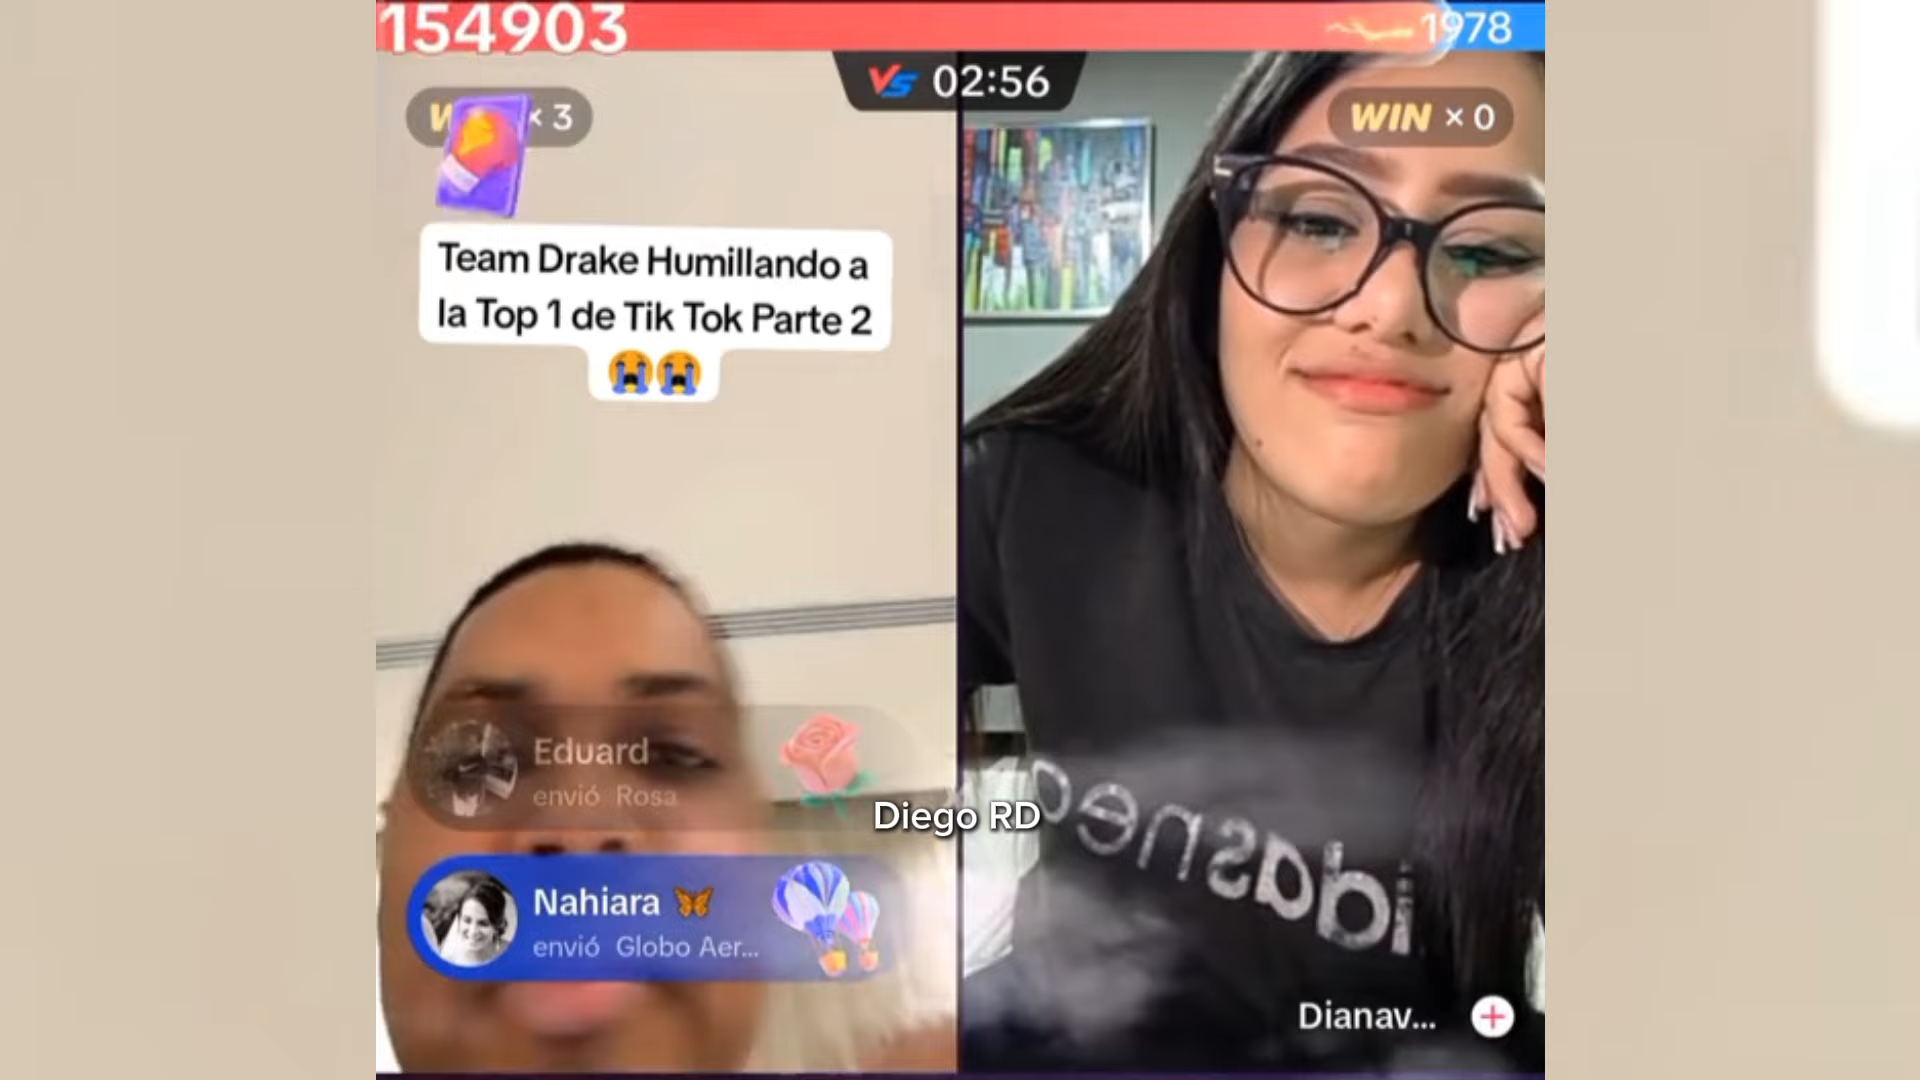 154903
1978
VS 02:56
× 3
WIN × 0
Team Drake Humillando a
la Top 1 de Tik Tok Parte 2
😭😭
Eduard
envió Rosa
Diego RD
Nahiara 🦋
envió Globo Aer...
Dianav...